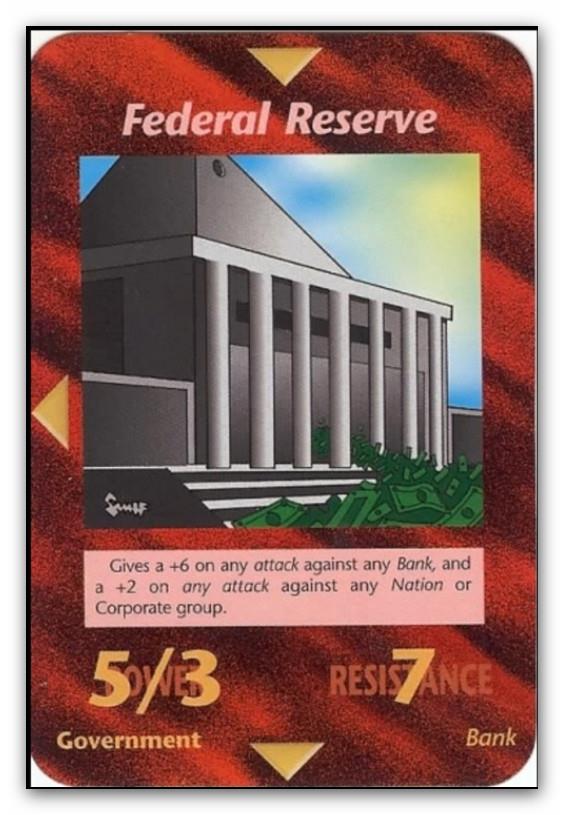 Federal Reserve
Gives a +6 on any attack against any Bank, and
a +2 on any attack against any Nation or
Corporate group.
POWER
5/3
RESISTANCE
7
Government
Bank